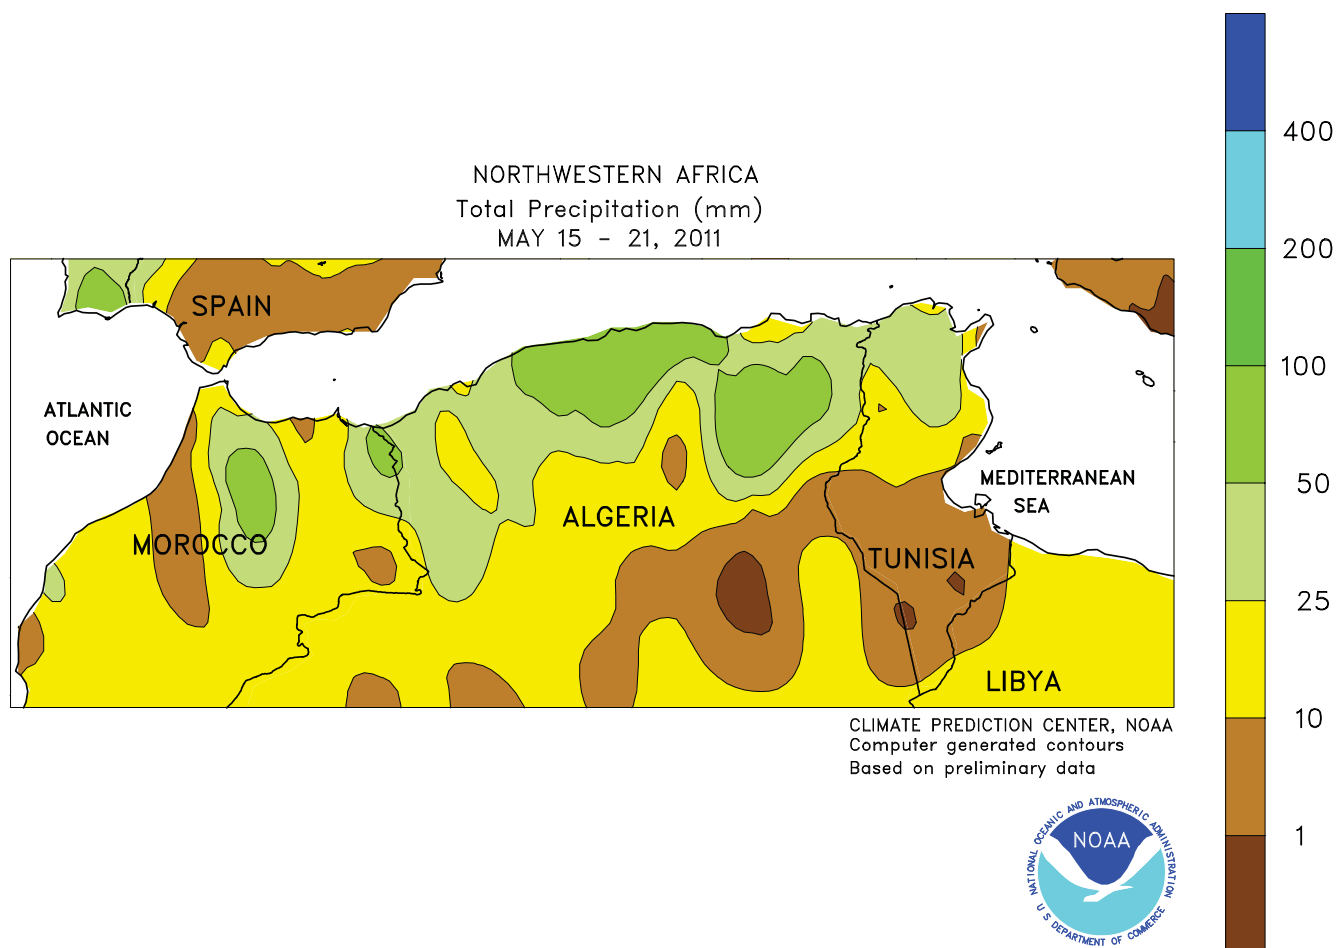 NORTHWESTERN AFRICA
Total Precipitation (mm)
MAY 15 - 21, 2011
SPAIN
ATLANTIC
OCEAN
MEDITERRANEAN
SEA
ALGERIA
MOROCCO
TUNISIA
LIBYA
CLIMATE PREDICTION CENTER, NOAA
Computer generated contours
Based on preliminary data
400
200
100
50
25
10
1
NATIONAL OCEANIC AND ATMOSPHERIC ADMINISTRATION
NOAA
U S DEPARTMENT OF COMMERCE